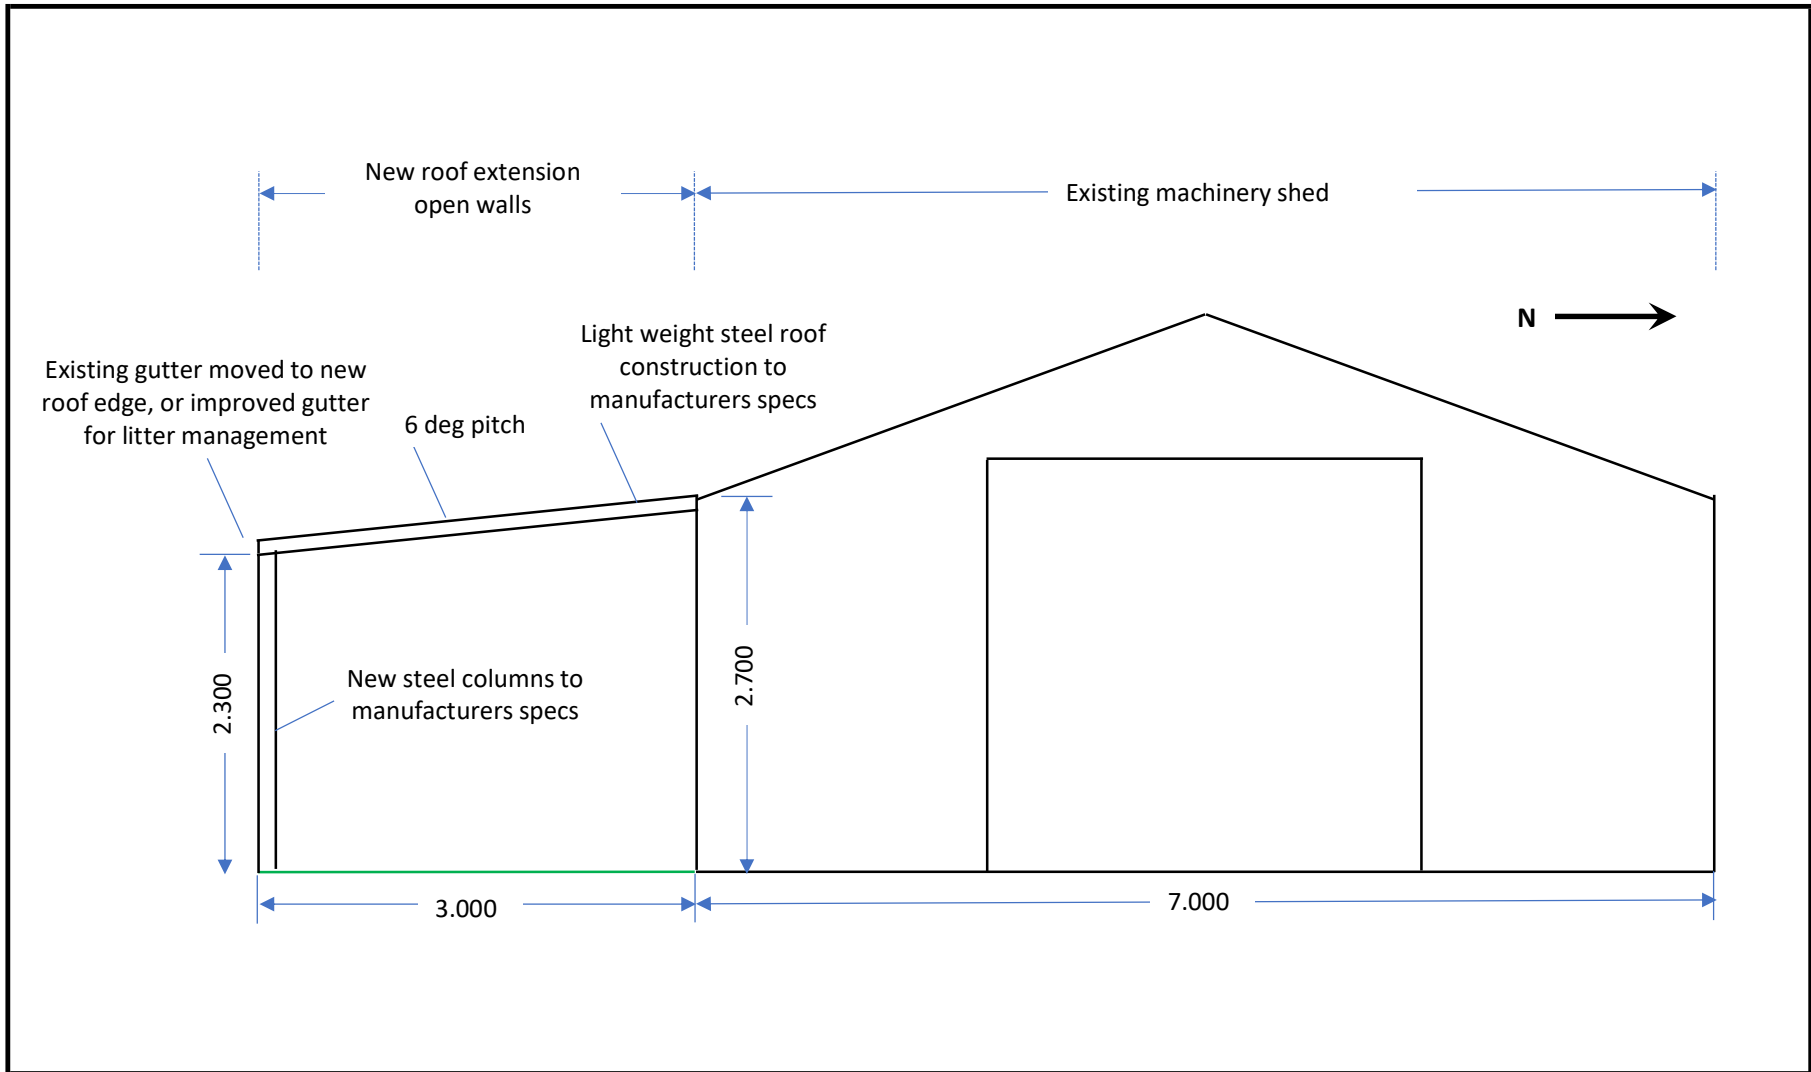 New roof extension
open walls
Existing machinery shed
N
Light weight steel roof
construction to
manufacturers specs
Existing gutter moved to new
roof edge, or improved gutter
for litter management
6 deg pitch
2.300
New steel columns to
manufacturers specs
2.700
3.000
7.000